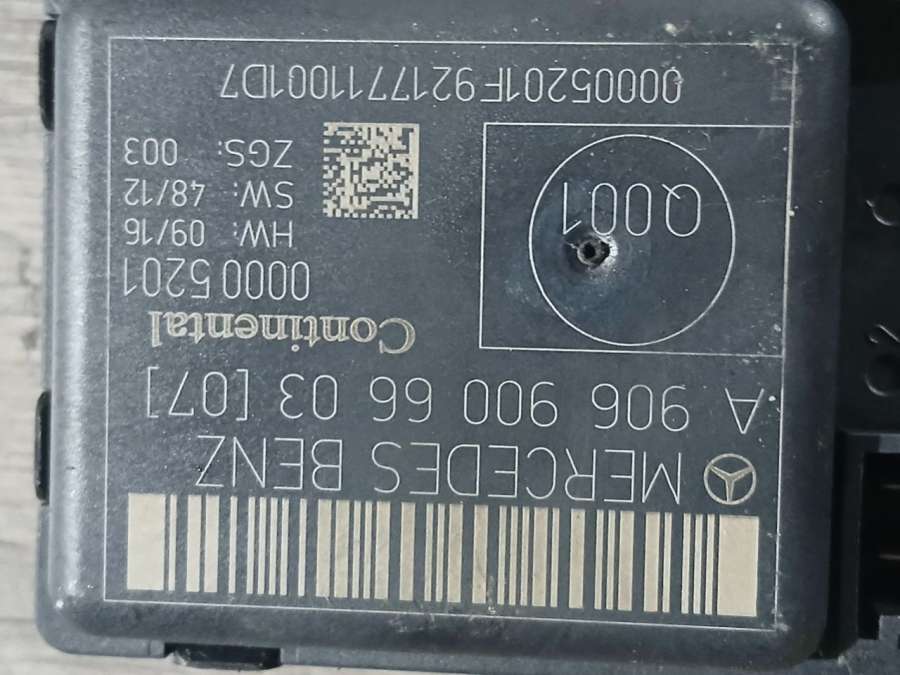 MERCEDES BENZ
A 906 900 66 03 [07]
Continental
0000 5201
HW: 09/16
SW: 48/12
ZGS: 003
Q001
00005201F9217711001D7